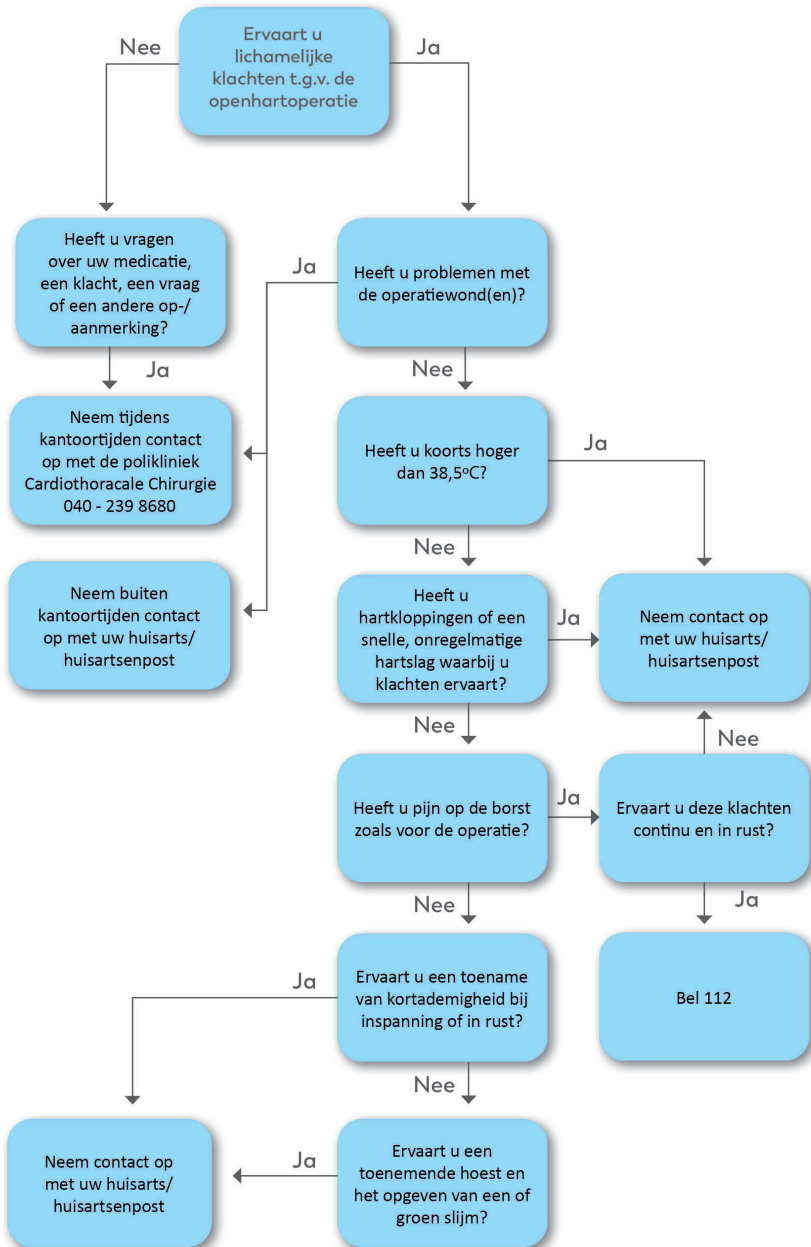 Ervaart u
lichamelijke
klachten t.g.v. de
openhartoperatie
Nee
Ja
Heeft u vragen
over uw medicatie,
een klacht, een vraag
of een andere op-/
aanmerking?
Ja
Heeft u problemen met
de operatiewond(en)?
Ja
Nee
Neem tijdens
kantoortijden contact
op met de polikliniek
Cardiothoracale Chirurgie
040 - 239 8680
Heeft u koorts hoger
dan 38,5ºC?
Ja
Nee
Neem buiten
kantoortijden contact
op met uw huisarts/
huisartsenpost
Heeft u
hartkloppingen of een
snelle, onregelmatige
hartslag waarbij u
klachten ervaart?
Ja
Nee
Neem contact op
met uw huisarts/
huisartsenpost
Nee
Heeft u pijn op de borst
zoals voor de operatie?
Ja
Nee
Ervaart u deze klachten
continu en in rust?
Ja
Ervaart u een toename
van kortademigheid bij
inspanning of in rust?
Ja
Nee
Bel 112
Neem contact op
met uw huisarts/
huisartsenpost
Ja
Ervaart u een
toenemende hoest en
het opgeven van een of
groen slijm?